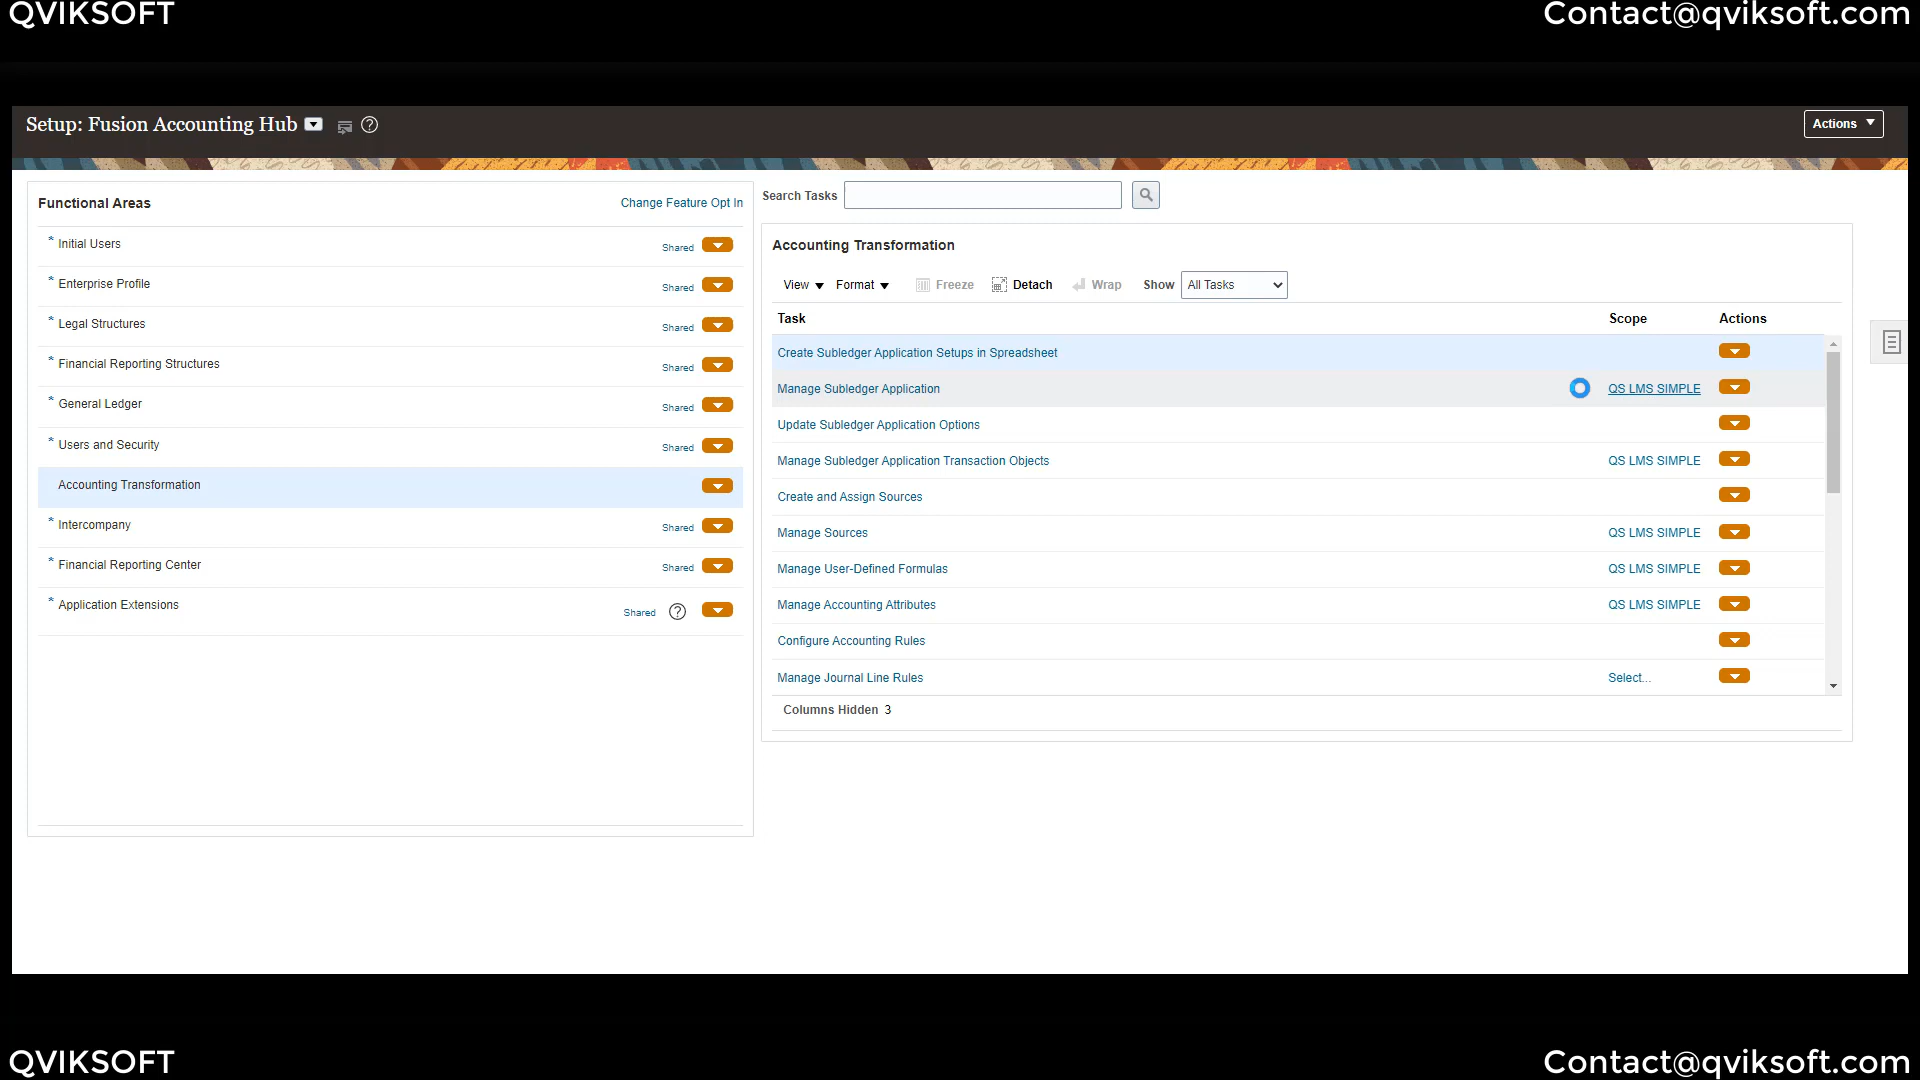 QVIKSOFT
Contact@qviksoft.com
Setup: Fusion Accounting Hub
Actions
Functional Areas
Change Feature Opt In
* Initial Users Shared
* Enterprise Profile Shared
* Legal Structures Shared
* Financial Reporting Structures Shared
* General Ledger Shared
* Users and Security Shared
Accounting Transformation
* Intercompany Shared
* Financial Reporting Center Shared
* Application Extensions Shared
Search Tasks
Accounting Transformation
View Format Freeze Detach Wrap Show All Tasks
Task Scope Actions
Create Subledger Application Setups in Spreadsheet
Manage Subledger Application QS LMS SIMPLE
Update Subledger Application Options
Manage Subledger Application Transaction Objects QS LMS SIMPLE
Create and Assign Sources
Manage Sources QS LMS SIMPLE
Manage User-Defined Formulas QS LMS SIMPLE
Manage Accounting Attributes QS LMS SIMPLE
Configure Accounting Rules
Manage Journal Line Rules Select...
Columns Hidden 3
QVIKSOFT
Contact@qviksoft.com